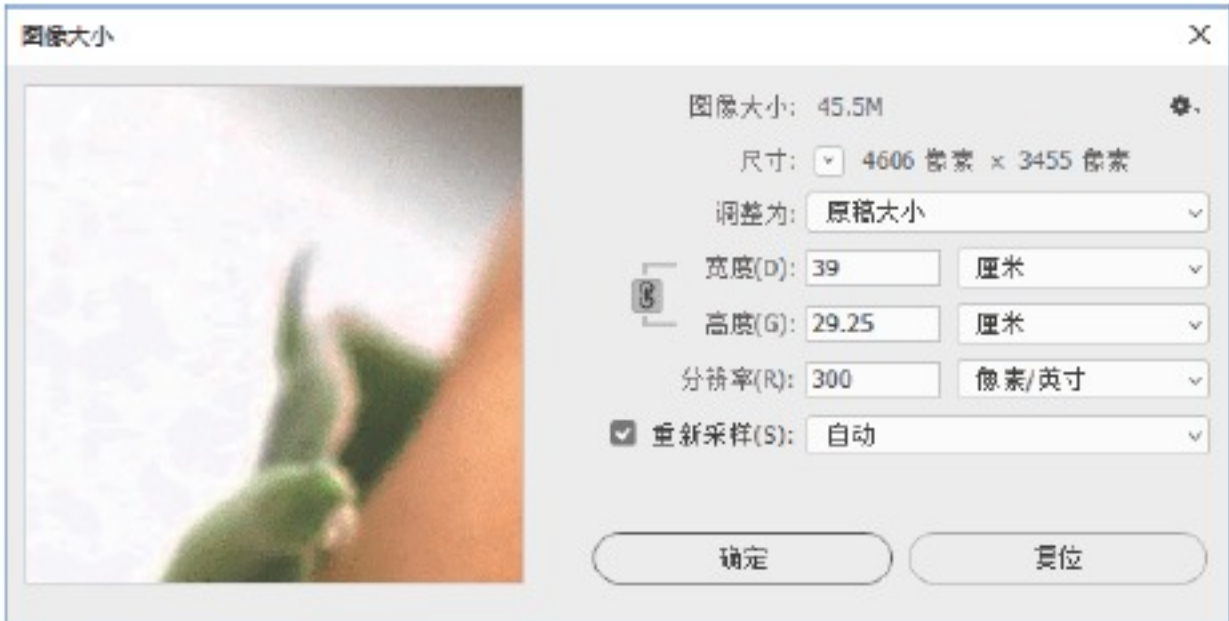 图像大小
图像大小: 45.5M
尺寸: 4606 像素 × 3455 像素
调整为: 原稿大小
宽度(D): 39 厘米
高度(G): 29.25 厘米
分辨率(R): 300 像素/英寸
重新采样(S): 自动
确定 复位